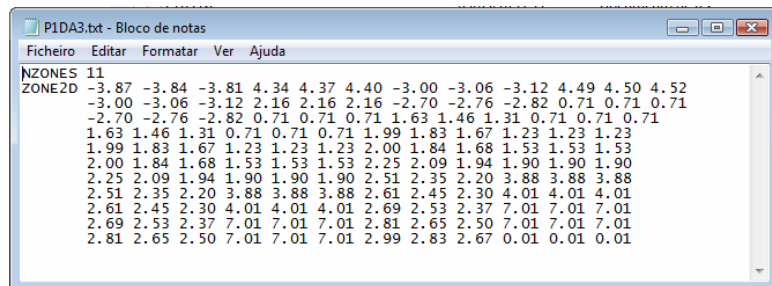 P1DA3.txt - Bloco de notas
Ficheiro Editar Formatar Ver Ajuda
NZONES 11
ZONE2D -3.87 -3.84 -3.81 4.34 4.37 4.40 -3.00 -3.06 -3.12 4.49 4.50 4.52
-3.00 -3.06 -3.12 2.16 2.16 2.16 -2.70 -2.76 -2.82 0.71 0.71 0.71
-2.70 -2.76 -2.82 0.71 0.71 0.71 1.63 1.46 1.31 0.71 0.71 0.71
1.63 1.46 1.31 0.71 0.71 0.71 1.99 1.83 1.67 1.23 1.23 1.23
1.99 1.83 1.67 1.23 1.23 1.23 2.00 1.84 1.68 1.53 1.53 1.53
2.00 1.84 1.68 1.53 1.53 1.53 2.25 2.09 1.94 1.90 1.90 1.90
2.25 2.09 1.94 1.90 1.90 1.90 2.51 2.35 2.20 3.88 3.88 3.88
2.51 2.35 2.20 3.88 3.88 3.88 2.61 2.45 2.30 4.01 4.01 4.01
2.61 2.45 2.30 4.01 4.01 4.01 2.69 2.53 2.37 7.01 7.01 7.01
2.69 2.53 2.37 7.01 7.01 7.01 2.81 2.65 2.50 7.01 7.01 7.01
2.81 2.65 2.50 7.01 7.01 7.01 2.99 2.83 2.67 0.01 0.01 0.01